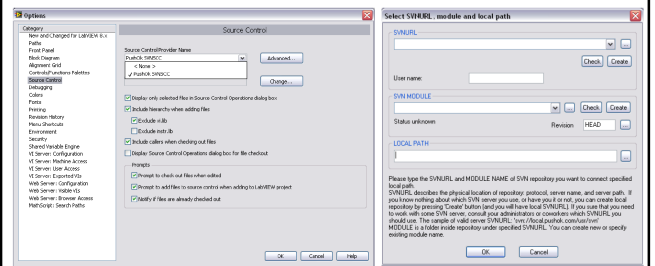 Options
Category
New and Changed for LabVIEW 8.x
Paths
Front Panel
Block Diagram
Alignment Grid
Controls/Functions Palettes
Source Control
Debugging
Colors
Fonts
Printing
Revision History
Menu Shortcuts
Environment
Security
Shared Variable Engine
VI Server: Configuration
VI Server: Machine Access
VI Server: User Access
VI Server: Exported VIs
Web Server: Configuration
Web Server: Visible VIs
Web Server: Browser Access
MathScript: Search Paths
Source Control
Source Control Provider Name
PushOk SVNSCC
Advanced...
< None >
✓ PushOk SVNSCC
Change...
Display only selected files in Source Control Operations dialog box
Include hierarchy when adding files
Exclude vi.lib
Exclude instr.lib
Include callers when checking out files
Display Source Control Operations dialog box for file checkout
Prompts
Prompt to check out files when edited
Prompt to add files to source control when adding to LabVIEW project
Notify if files are already checked out
OK Cancel Help
Select SVNURL, module and local path
SVNURL
...
Check Create
User name:
SVN MODULE
... Check Create
Status unknown Revision HEAD ...
LOCAL PATH
...
Please type the SVNURL and MODULE NAME of SVN repository you want to connect specified
local path.
SVNURL describes the physical location of repository: protocol, server name, and server path. If
you know nothing about which SVN server you use, or have you it or not, you can create local
repository by pressing 'Create' button (and you will have local SVNURL). If you sure that you need
to work with some SVN server, consult your administrators or coworkers which SVNURL you
should use. The sample of valid server SVNURL: 'svn://local.pushok.com/usr/svn'
MODULE is a folder inside repository under specified SVNURL. You can create new or specify
existing module name.
OK Cancel